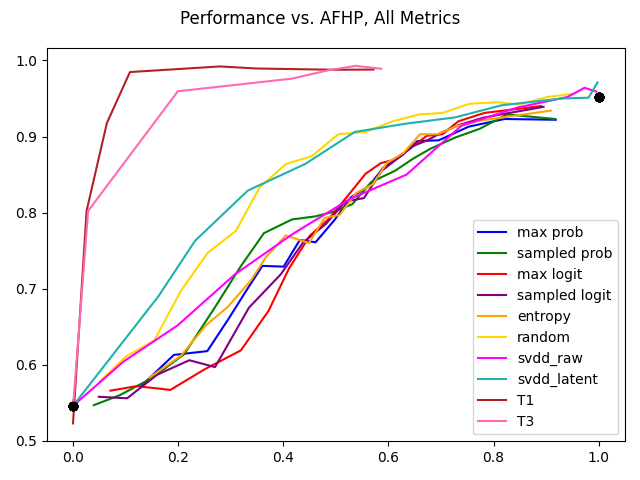 Performance vs. AFHP, All Metrics
1.0
0.9
0.8
0.7
0.6
0.5
0.0
0.2
0.4
0.6
0.8
1.0
max prob
sampled prob
max logit
sampled logit
entropy
random
svdd_raw
svdd_latent
T1
T3